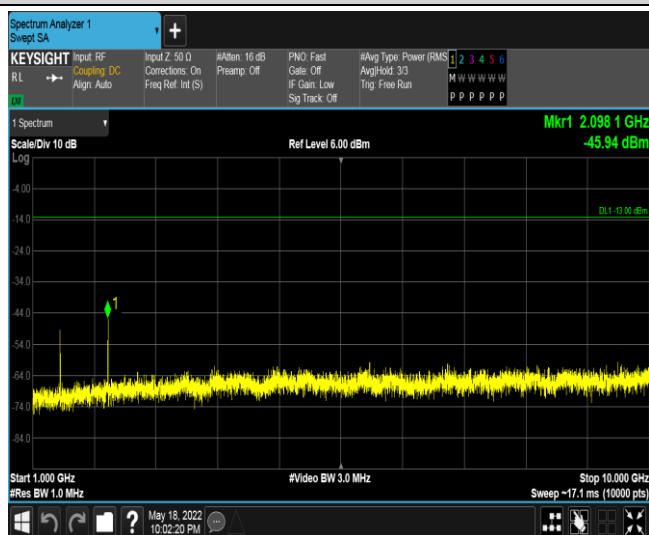 Spectrum Analyzer 1
Swept SA
KEYSIGHT
RL
Input: RF
Coupling: DC
Align: Auto
Input Z: 50 Ω
Corrections: On
Freq Ref: Int (S)
#Atten: 16 dB
Preamp: Off
PNO: Fast
Gate: Off
IF Gain: Low
Sig Track: Off
#Avg Type: Power (RMS
Avg|Hold: 3/3
Trig: Free Run
1 2 3 4 5 6
M W W W W W
P P P P P P
1 Spectrum
Mkr1 2.098 1 GHz
Scale/Div 10 dB
Ref Level 6.00 dBm
-45.94 dBm
Log
-4.00
DL1 -13.00 dBm
-14.0
-24.0
-34.0
1
-44.0
-54.0
-64.0
-74.0
-84.0
Start 1.000 GHz
#Video BW 3.0 MHz
Stop 10.000 GHz
#Res BW 1.0 MHz
Sweep ~17.1 ms (10000 pts)
?
May 18, 2022
10:02:20 PM